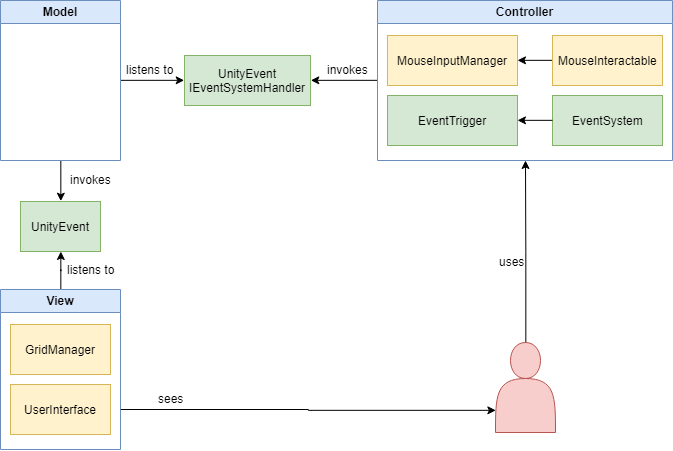 Model
Controller
MouseInputManager
MouseInteractable
listens to
UnityEvent
IEventSystemHandler
invokes
EventTrigger
EventSystem
invokes
UnityEvent
listens to
uses
View
GridManager
UserInterface
sees